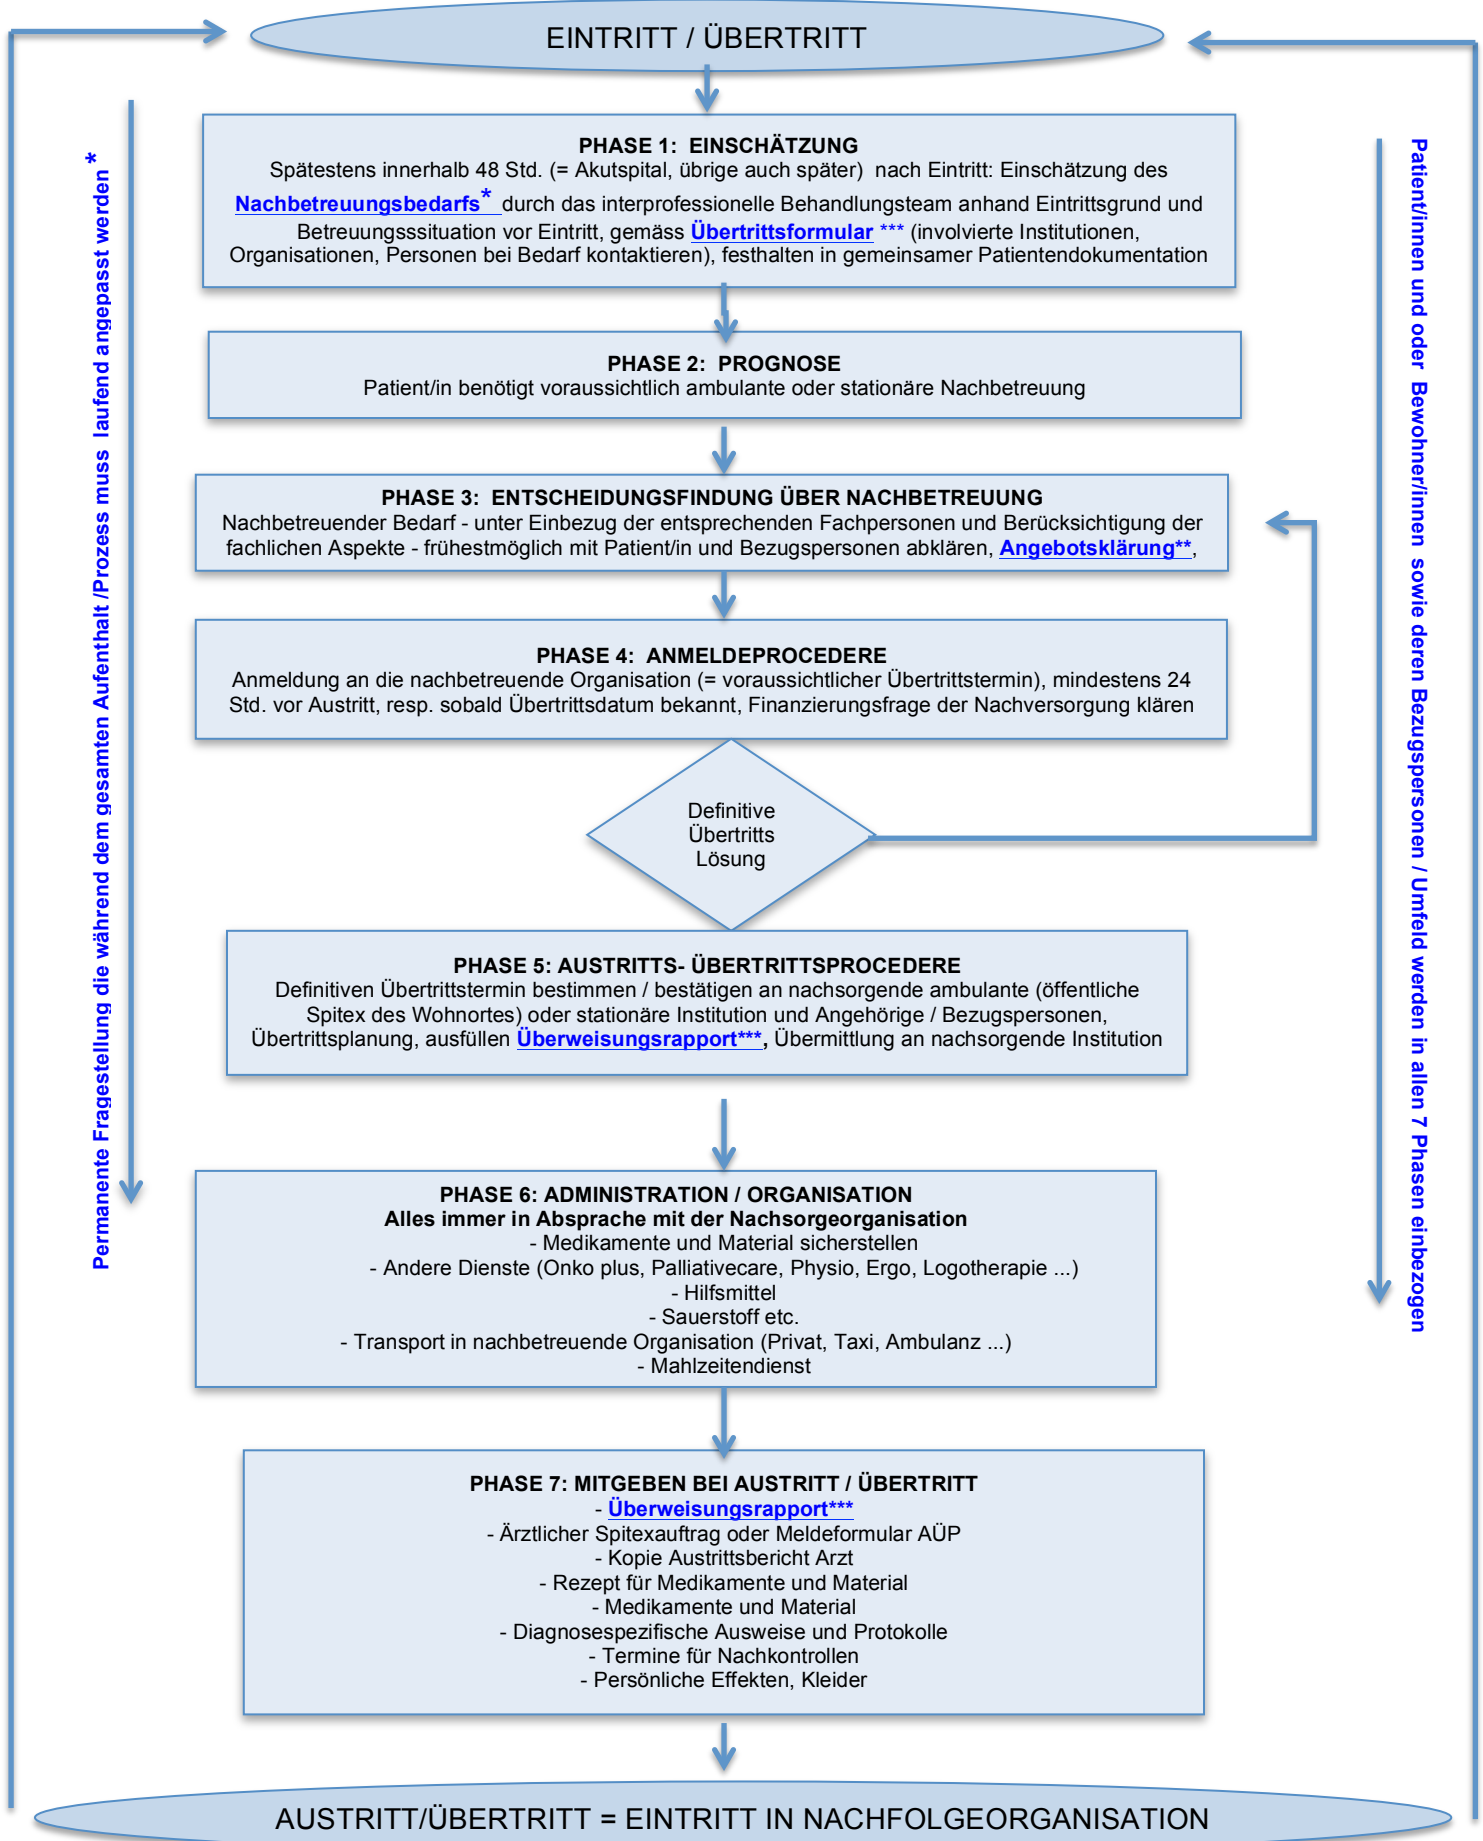 EINTRITT / ÜBERTRITT
PHASE 1: EINSCHÄTZUNG
Spätestens innerhalb 48 Std. (= Akutspital, übrige auch später) nach Eintritt: Einschätzung des
Nachbetreuungsbedarfs* durch das interprofessionelle Behandlungsteam anhand Eintrittsgrund und
Betreuungsssituation vor Eintritt, gemäss Übertrittsformular *** (involvierte Institutionen,
Organisationen, Personen bei Bedarf kontaktieren), festhalten in gemeinsamer Patientendokumentation
PHASE 2: PROGNOSE
Patient/in benötigt voraussichtlich ambulante oder stationäre Nachbetreuung
PHASE 3: ENTSCHEIDUNGSFINDUNG ÜBER NACHBETREUUNG
Nachbetreuender Bedarf - unter Einbezug der entsprechenden Fachpersonen und Berücksichtigung der
fachlichen Aspekte - frühestmöglich mit Patient/in und Bezugspersonen abklären, Angebotsklärung**,
PHASE 4: ANMELDEPROCEDERE
Anmeldung an die nachbetreuende Organisation (= voraussichtlicher Übertrittstermin), mindestens 24
Std. vor Austritt, resp. sobald Übertrittsdatum bekannt, Finanzierungsfrage der Nachversorgung klären
Definitive
Übertritts
Lösung
PHASE 5: AUSTRITTS- ÜBERTRITTSPROCEDERE
Definitiven Übertrittstermin bestimmen / bestätigen an nachsorgende ambulante (öffentliche
Spitex des Wohnortes) oder stationäre Institution und Angehörige / Bezugspersonen,
Übertrittsplanung, ausfüllen Überweisungsrapport***, Übermittlung an nachsorgende Institution
PHASE 6: ADMINISTRATION / ORGANISATION
Alles immer in Absprache mit der Nachsorgeorganisation
- Medikamente und Material sicherstellen
- Andere Dienste (Onko plus, Palliativecare, Physio, Ergo, Logotherapie ...)
- Hilfsmittel
- Sauerstoff etc.
- Transport in nachbetreuende Organisation (Privat, Taxi, Ambulanz ...)
- Mahlzeitendienst
PHASE 7: MITGEBEN BEI AUSTRITT / ÜBERTRITT
- Überweisungsrapport***
- Ärztlicher Spitexauftrag oder Meldeformular AÜP
- Kopie Austrittsbericht Arzt
- Rezept für Medikamente und Material
- Medikamente und Material
- Diagnosespezifische Ausweise und Protokolle
- Termine für Nachkontrollen
- Persönliche Effekten, Kleider
AUSTRITT/ÜBERTRITT = EINTRITT IN NACHFOLGEORGANISATION
Permanente Fragestellung die während dem gesamten Aufenthalt /Prozess muss laufend angepasst werden *
Patient/innen und oder Bewohner/innen sowie deren Bezugspersonen / Umfeld werden in allen 7 Phasen einbezogen